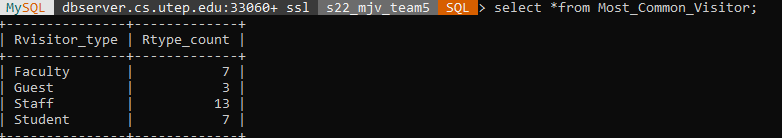 MySQL dbserver.cs.utep.edu:33060+ ssl s22_mjv_team5 SQL > select *from Most_Common_Visitor;
+--------------+-------------+
| Rvisitor_type | Rtype_count |
+--------------+-------------+
| Faculty | 7 |
| Guest | 3 |
| Staff | 13 |
| Student | 7 |
+--------------+-------------+